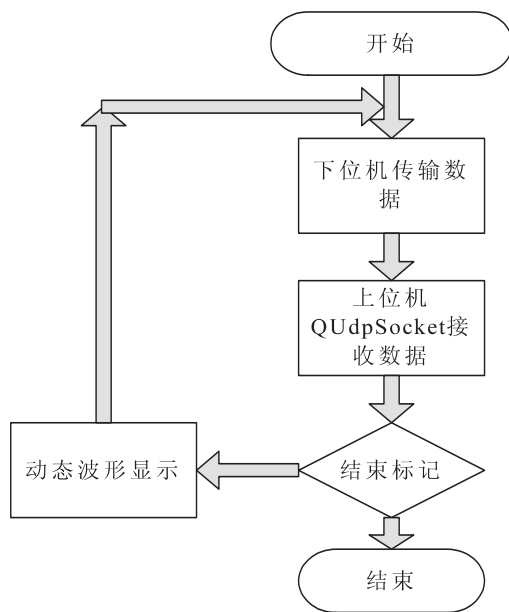 开始
下位机传输数
据
上位机
QUdpSocket接
收数据
结束标记
动态波形显示
结束